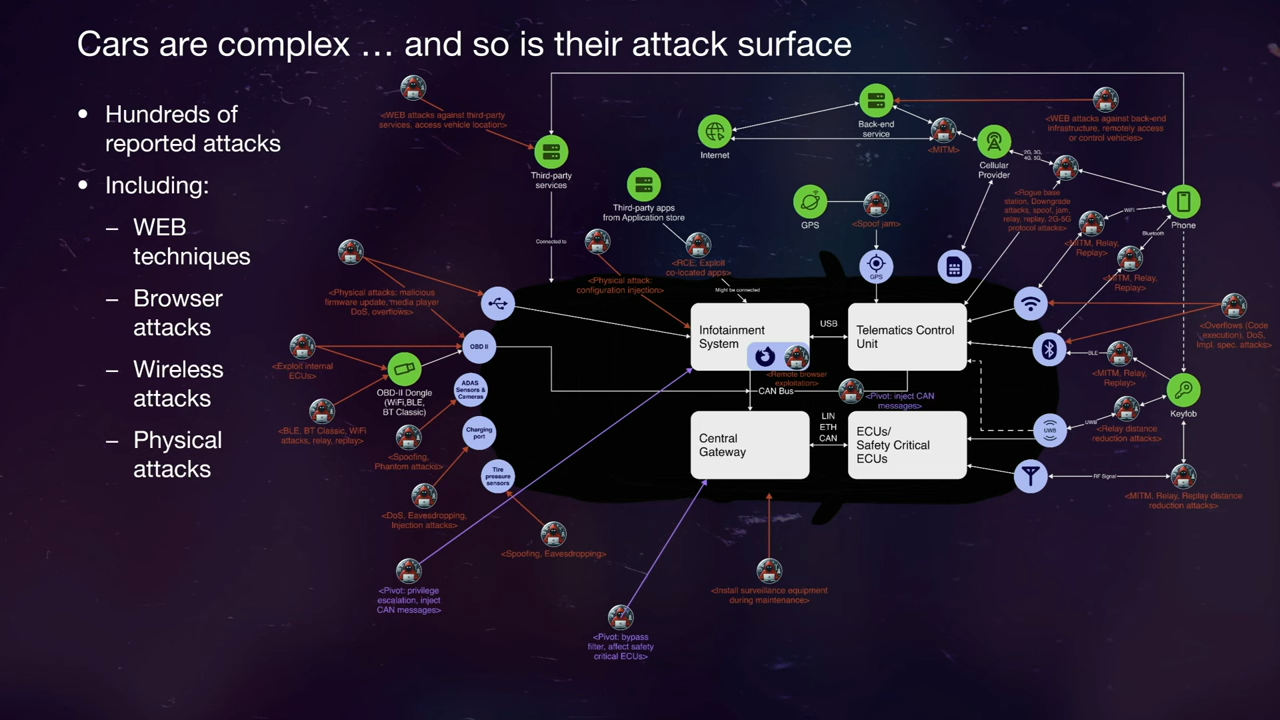 Cars are complex … and so is their attack surface
• Hundreds of
reported attacks
• Including:
– WEB
techniques
– Browser
attacks
– Wireless
attacks
– Physical
attacks
<WEB attacks against third-party
services, access vehicle location>
Third-party
services
Connected to
Third-party apps
from Application store
Internet
Back-end
service
<MITM>
<WEB attacks against back-end
infrastructure, remotely access
or control vehicles>
Cellular
Provider
2G, 3G,
4G, 5G
<Rogue base
station, Downgrade
attacks, spoof, jam,
relay, replay, 2G-5G
protocol attacks>
GPS
<Spoof jam>
GPS
Phone
WiFi
Bluetooth
<MITM, Relay,
Replay>
<MITM, Relay,
Replay>
<RCE, Exploit
co-located apps>
Might be connected
<Physical attack:
configuration injection>
<Physical attacks: malicious
firmware update, media player
DoS, overflows>
<Exploit internal
ECUs>
OBD II
OBD-II Dongle
(WiFi,BLE,
BT Classic)
<BLE, BT Classic, WiFi
attacks, relay, replay>
ADAS
Sensors &
Cameras
<Spoofing,
Phantom attacks>
Charging
port
<DoS, Eavesdropping,
Injection attacks>
Tire
pressure
sensors
<Spoofing, Eavesdropping>
Infotainment
System
<Remote browser
exploitation>
USB
Telematics Control
Unit
CAN Bus
<Pivot: inject CAN
messages>
Central
Gateway
LIN
ETH
CAN
ECUs/
Safety Critical
ECUs
<Overflows (Code
execution), DoS,
Impl. spec. attacks>
BLE
<MITM, Relay,
Replay>
Keyfob
UWB
UWB
<Relay distance
reduction attacks>
RF Signal
<MITM, Relay, Replay distance
reduction attacks>
<Pivot: privilege
escalation, inject
CAN messages>
<Pivot: bypass
filter, affect safety
critical ECUs>
<Install surveillance equipment
during maintenance>